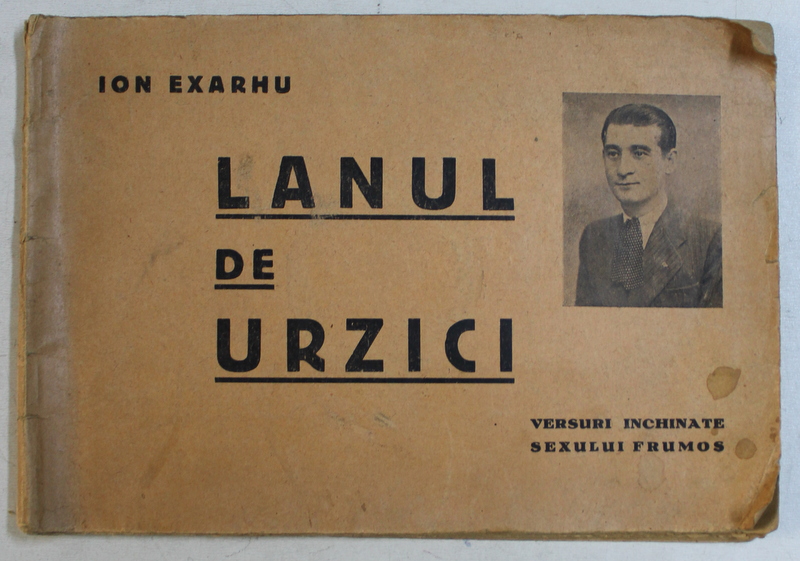 ION EXARHU
LANUL
DE
URZICI
VERSURI INCHINATE
SEXULUI FRUMOS